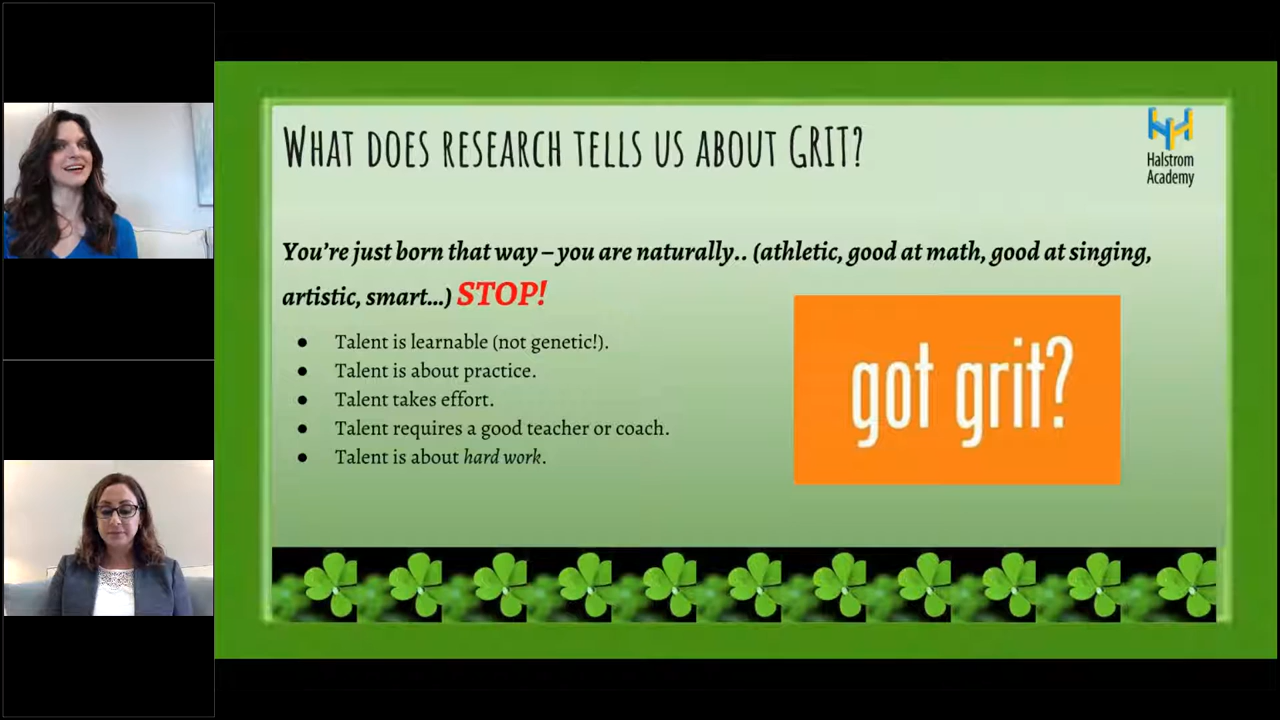 WHAT DOES RESEARCH TELLS US ABOUT GRIT?
Halstrom
Academy
You're just born that way – you are naturally.. (athletic, good at math, good at singing,
artistic, smart...) STOP!
● Talent is learnable (not genetic!).
● Talent is about practice.
● Talent takes effort.
● Talent requires a good teacher or coach.
● Talent is about hard work.
got grit?